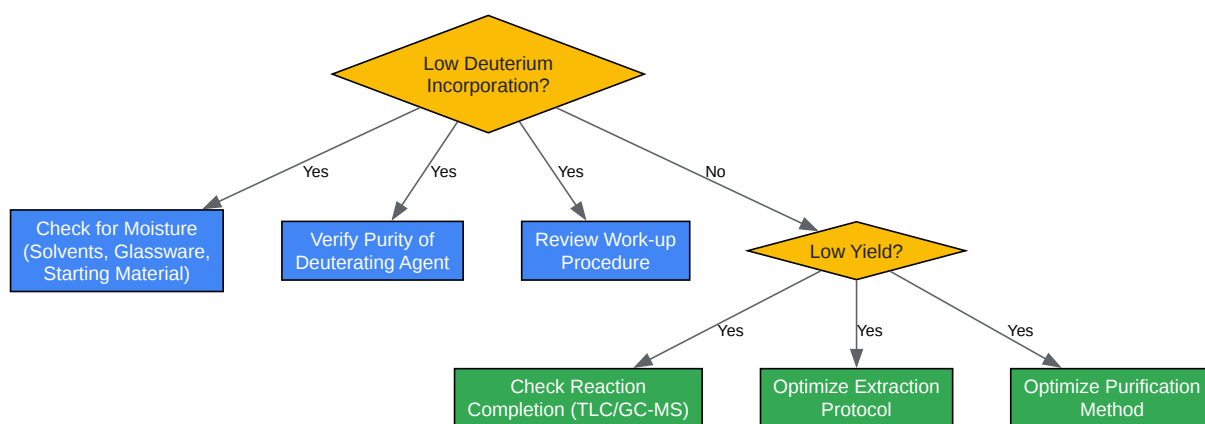 Low Deuterium
Incorporation?
Yes
Yes
Yes
No
Check for Moisture
(Solvents, Glassware,
Starting Material)
Verify Purity of
Deuterating Agent
Review Work-up
Procedure
Low Yield?
Yes
Yes
Yes
Check Reaction
Completion (TLC/GC-MS)
Optimize Extraction
Protocol
Optimize Purification
Method